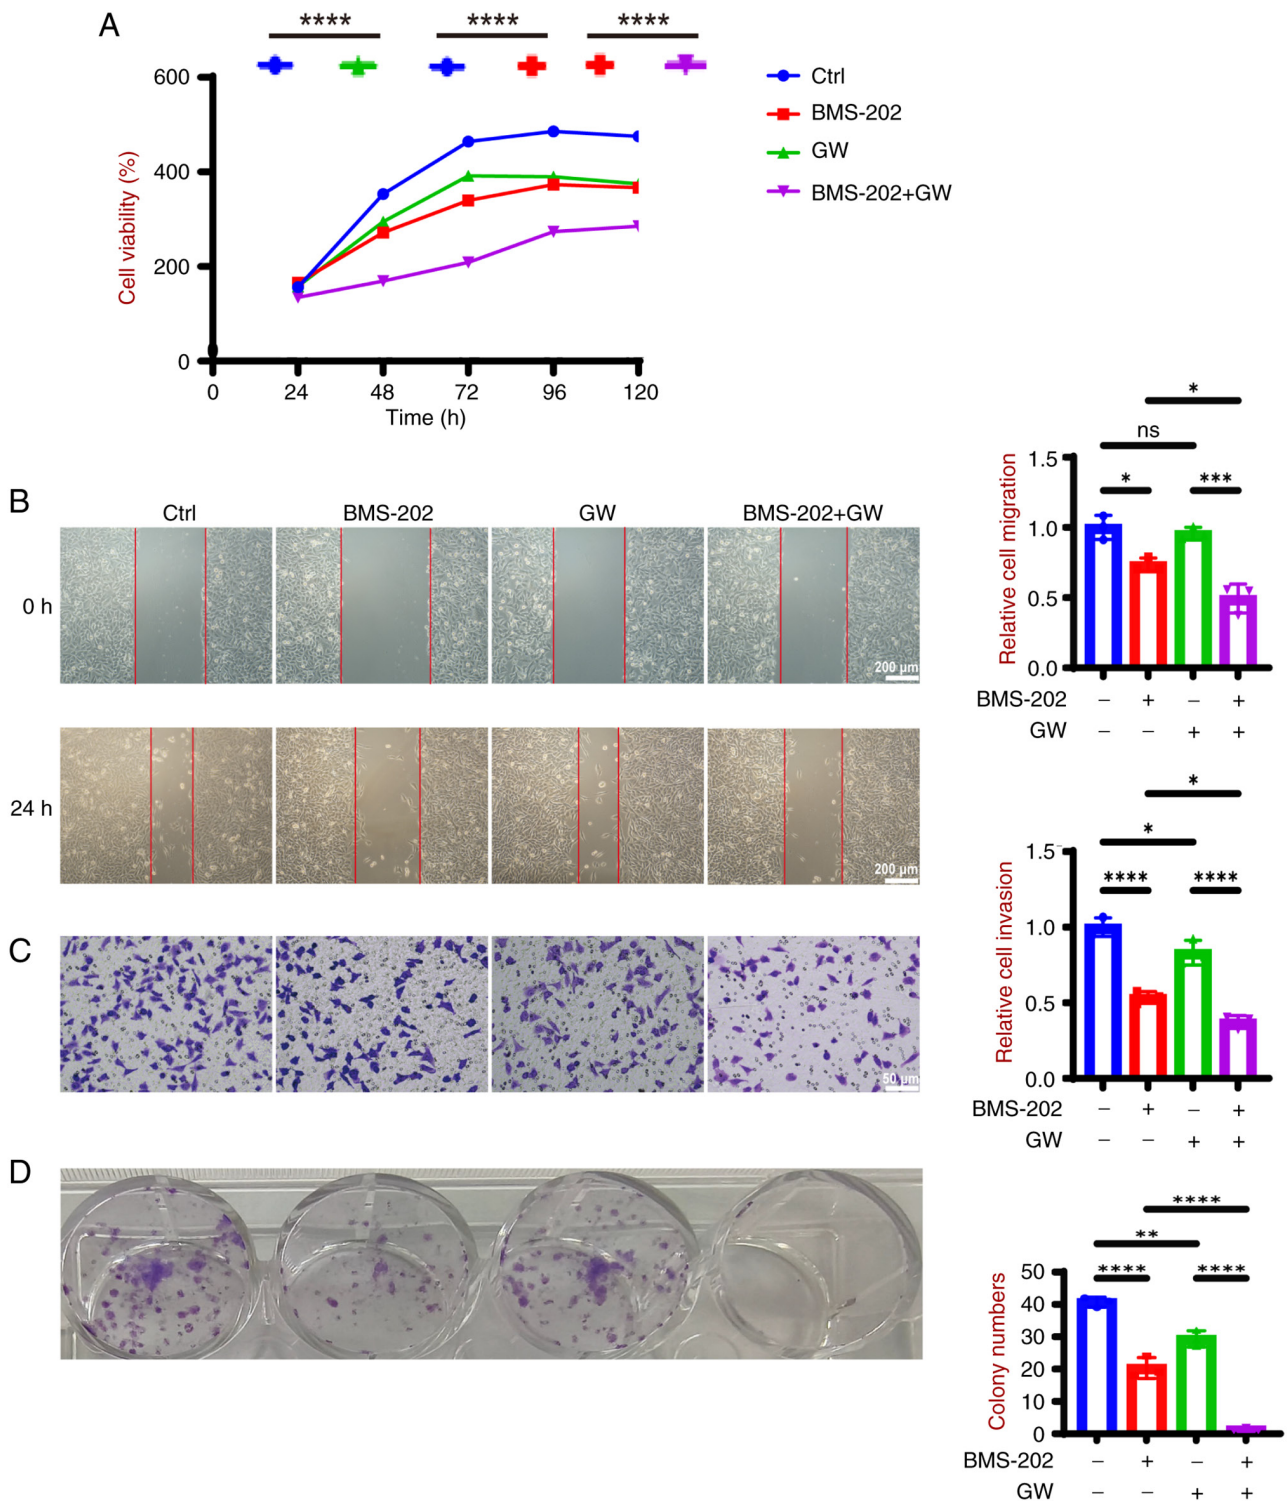 A
**** **** ****
600
400
200
0
Cell viability (%)
0 24 48 72 96 120
Time (h)
Ctrl
BMS-202
GW
BMS-202+GW
B
Ctrl BMS-202 GW BMS-202+GW
0 h
200 µm
24 h
200 µm
*
ns
* ***
1.5
1.0
0.5
0.0
Relative cell migration
BMS-202 – + – +
GW – – + +
C
50 µm
*
*
**** ****
1.5
1.0
0.5
0.0
Relative cell invasion
BMS-202 – + – +
GW – – + +
D
****
**
**** ****
50
40
30
20
10
0
Colony numbers
BMS-202 – + – +
GW – – + +